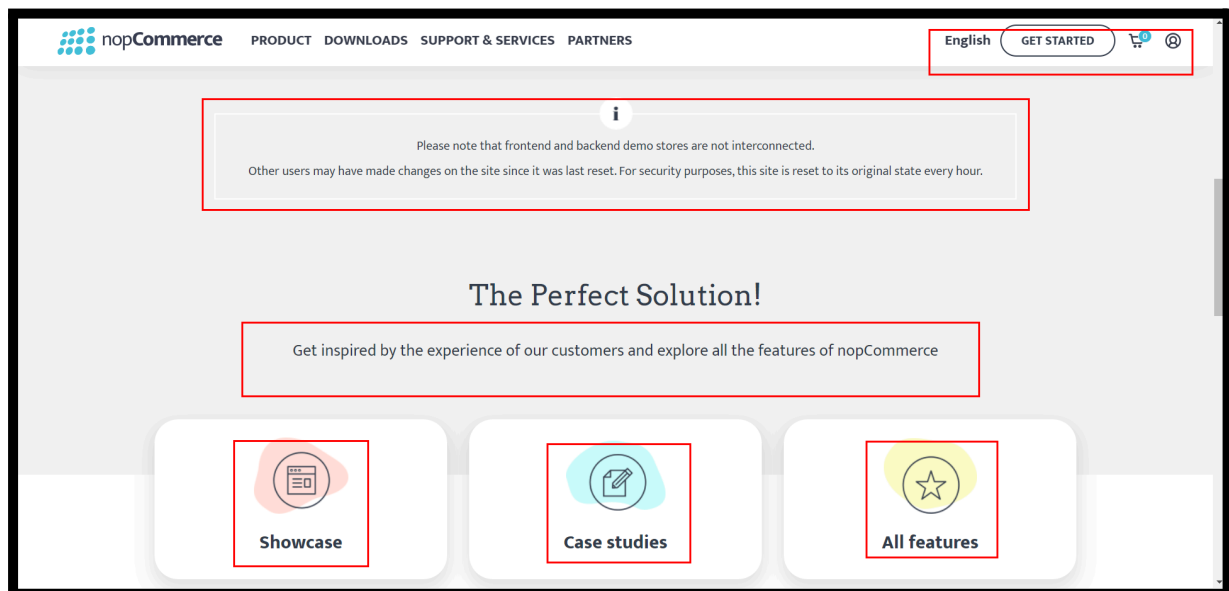 nopCommerce PRODUCT DOWNLOADS SUPPORT & SERVICES PARTNERS English GET STARTED 0
i
Please note that frontend and backend demo stores are not interconnected.
Other users may have made changes on the site since it was last reset. For security purposes, this site is reset to its original state every hour.
The Perfect Solution!
Get inspired by the experience of our customers and explore all the features of nopCommerce
Showcase Case studies All features